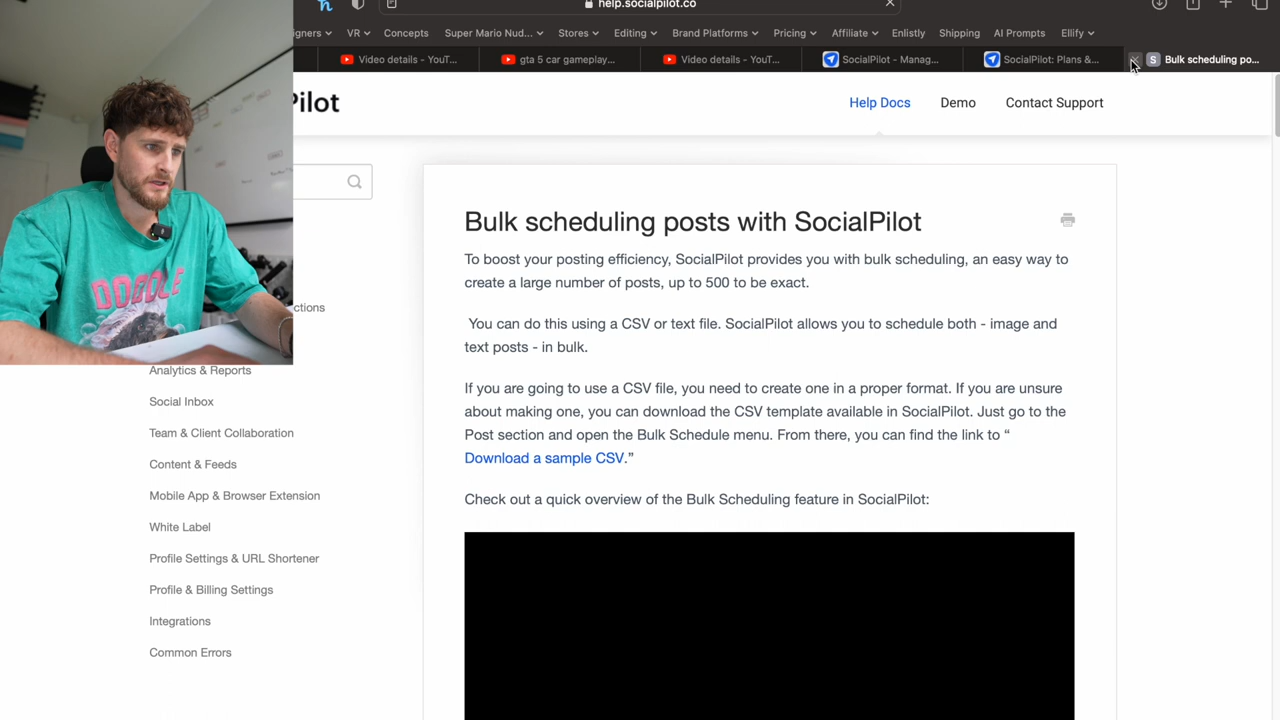 help.socialpilot.co
igners
VR
Concepts
Super Mario Nud...
Stores
Editing
Brand Platforms
Pricing
Affiliate
Enlistly
Shipping
AI Prompts
Ellify
Video details - YouT...
gta 5 car gameplay...
Video details - YouT...
SocialPilot - Manag...
SocialPilot: Plans &...
S Bulk scheduling po...
Pilot
Help Docs
Demo
Contact Support
ctions
Analytics & Reports
Social Inbox
Team & Client Collaboration
Content & Feeds
Mobile App & Browser Extension
White Label
Profile Settings & URL Shortener
Profile & Billing Settings
Integrations
Common Errors
Bulk scheduling posts with SocialPilot
To boost your posting efficiency, SocialPilot provides you with bulk scheduling, an easy way to
create a large number of posts, up to 500 to be exact.
You can do this using a CSV or text file. SocialPilot allows you to schedule both - image and
text posts - in bulk.
If you are going to use a CSV file, you need to create one in a proper format. If you are unsure
about making one, you can download the CSV template available in SocialPilot. Just go to the
Post section and open the Bulk Schedule menu. From there, you can find the link to “
Download a sample CSV.”
Check out a quick overview of the Bulk Scheduling feature in SocialPilot: